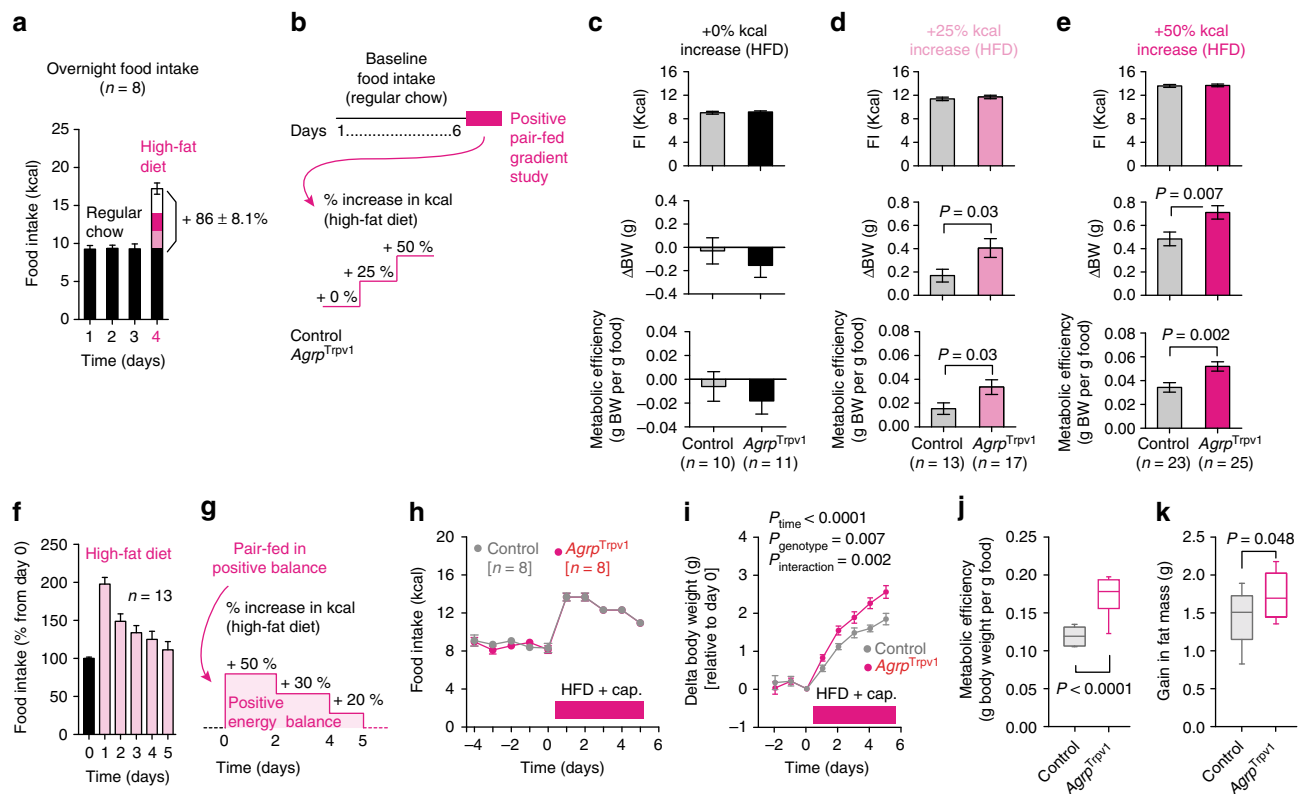 a
Overnight food intake
(n = 8)
Food intake (kcal)
25
20
15
10
5
0
High-fat
diet
Regular
chow
+ 86 ± 8.1%
1 2 3 4
Time (days)
b
Baseline
food intake
(regular chow)
Days 1.......................6
Positive
pair-fed
gradient
study
% increase in kcal
(high-fat diet)
+ 50 %
+ 25 %
+ 0 %
Control
AgrpTrpv1
c
+0% kcal
increase (HFD)
FI (Kcal)
16
12
8
4
0
ΔBW (g)
0.4
0.2
0.0
−0.2
−0.4
Metabolic efficiency
(g BW per g food)
0.04
0.02
0.00
−0.02
−0.04
Control AgrpTrpv1
(n = 10) (n = 11)
d
+25% kcal
increase (HFD)
FI (Kcal)
16
12
8
4
0
P = 0.03
ΔBW (g)
0.8
0.6
0.4
0.2
0.0
P = 0.03
Metabolic efficiency
(g BW per g food)
0.08
0.06
0.04
0.02
0.00
Control AgrpTrpv1
(n = 13) (n = 17)
e
+50% kcal
increase (HFD)
FI (Kcal)
16
12
8
4
0
P = 0.007
ΔBW (g)
0.8
0.6
0.4
0.2
0.0
P = 0.002
Metabolic efficiency
(g BW per g food)
0.08
0.06
0.04
0.02
0.00
Control AgrpTrpv1
(n = 23) (n = 25)
f
High-fat diet
n = 13
Food intake (% from day 0)
250
200
150
100
50
0
0 1 2 3 4 5
Time (days)
g
Pair-fed in
positive balance
% increase in kcal
(high-fat diet)
+ 50 %
+ 30 %
+ 20 %
Positive
energy balance
0 2 4 5
Time (days)
h
Control
[n = 8]
AgrpTrpv1
[n = 8]
Food intake (kcal)
20
16
12
8
4
0
HFD + cap.
−4 −2 0 2 4 6
Time (days)
i
Ptime < 0.0001
Pgenotype = 0.007
Pinteraction = 0.002
Delta body weight (g)
[relative to day 0]
4
3
2
1
0
−1
Control
AgrpTrpv1
HFD + cap.
−2 0 2 4 6
Time (days)
j
Metabolic efficiency
(g body weight per g food)
0.25
0.20
0.15
0.10
0.05
0.00
P < 0.0001
Control
AgrpTrpv1
k
P = 0.048
Gain in fat mass (g)
2.5
2.0
1.5
1.0
0.5
0.0
Control
AgrpTrpv1